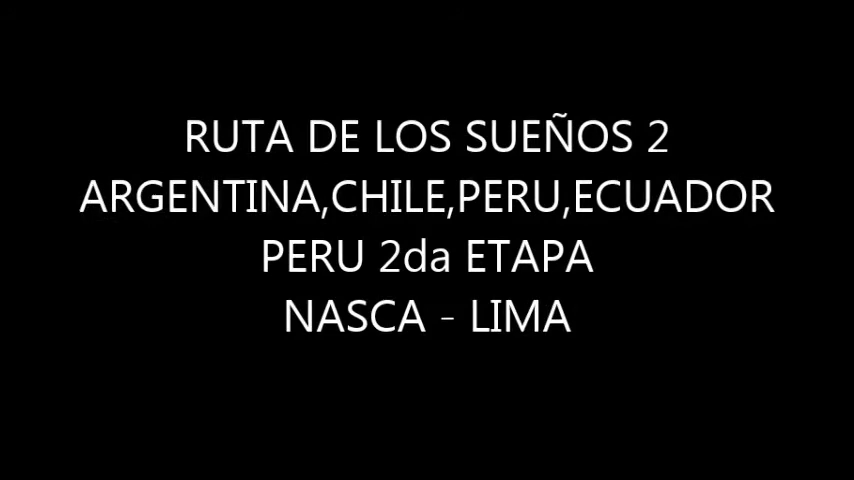 RUTA DE LOS SUEÑOS 2
ARGENTINA,CHILE,PERU,ECUADOR
PERU 2da ETAPA
NASCA - LIMA